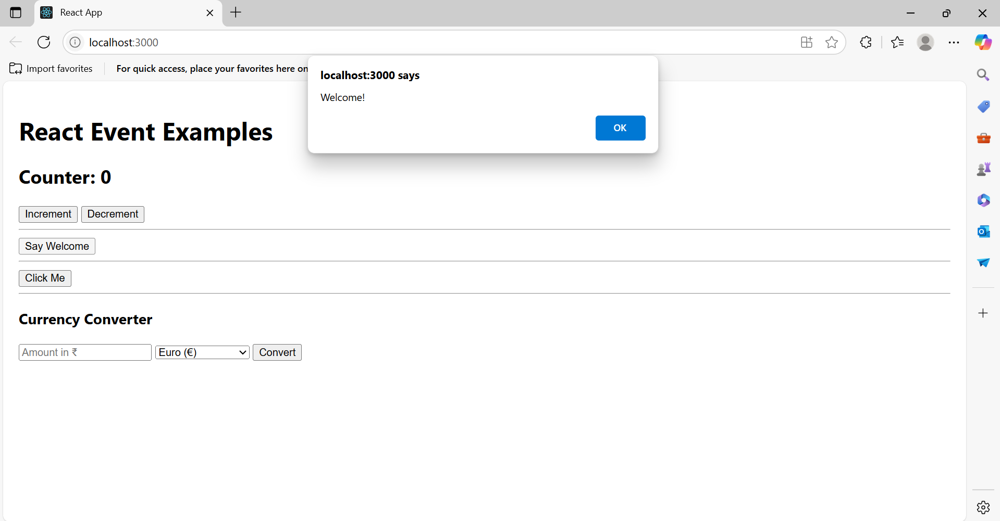 React App
localhost:3000
Import favorites
For quick access, place your favorites here on
localhost:3000 says
Welcome!
OK
React Event Examples
Counter: 0
Increment Decrement
Say Welcome
Click Me
Currency Converter
Amount in ₹ Euro (€) Convert